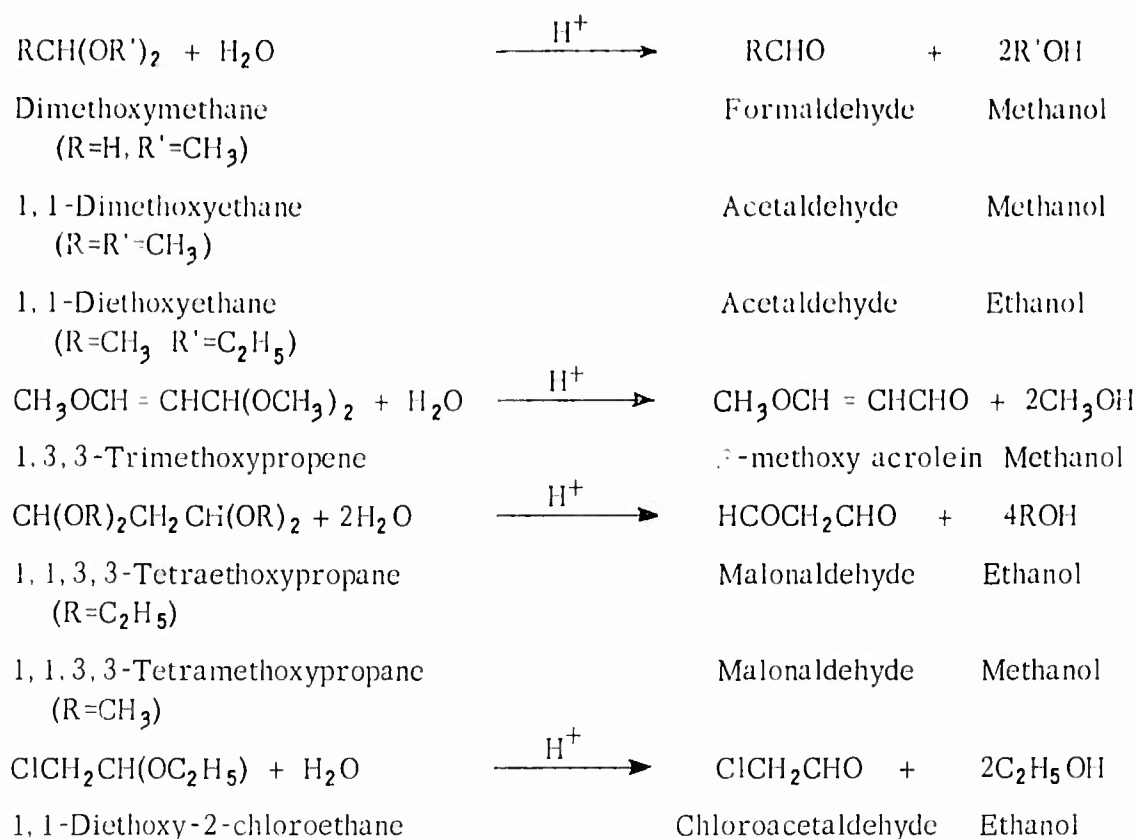 H⁺
RCH(OR')₂ + H₂O → RCHO + 2R'OH
Dimethoxymethane Formaldehyde Methanol
(R=H, R'=CH₃)
1, 1-Dimethoxyethane Acetaldehyde Methanol
(R=R'=CH₃)
1, 1-Diethoxyethane Acetaldehyde Ethanol
(R=CH₃ R'=C₂H₅)
H⁺
CH₃OCH = CHCH(OCH₃)₂ + H₂O → CH₃OCH = CHCHO + 2CH₃OH
1, 3, 3-Trimethoxypropene -methoxy acrolein Methanol
H⁺
CH(OR)₂CH₂CH(OR)₂ + 2H₂O → HCOCH₂CHO + 4ROH
1, 1, 3, 3-Tetraethoxypropane Malonaldehyde Ethanol
(R=C₂H₅)
1, 1, 3, 3-Tetramethoxypropane Malonaldehyde Methanol
(R=CH₃)
H⁺
ClCH₂CH(OC₂H₅) + H₂O → ClCH₂CHO + 2C₂H₅OH
1, 1-Diethoxy-2-chloroethane Chloroacetaldehyde Ethanol